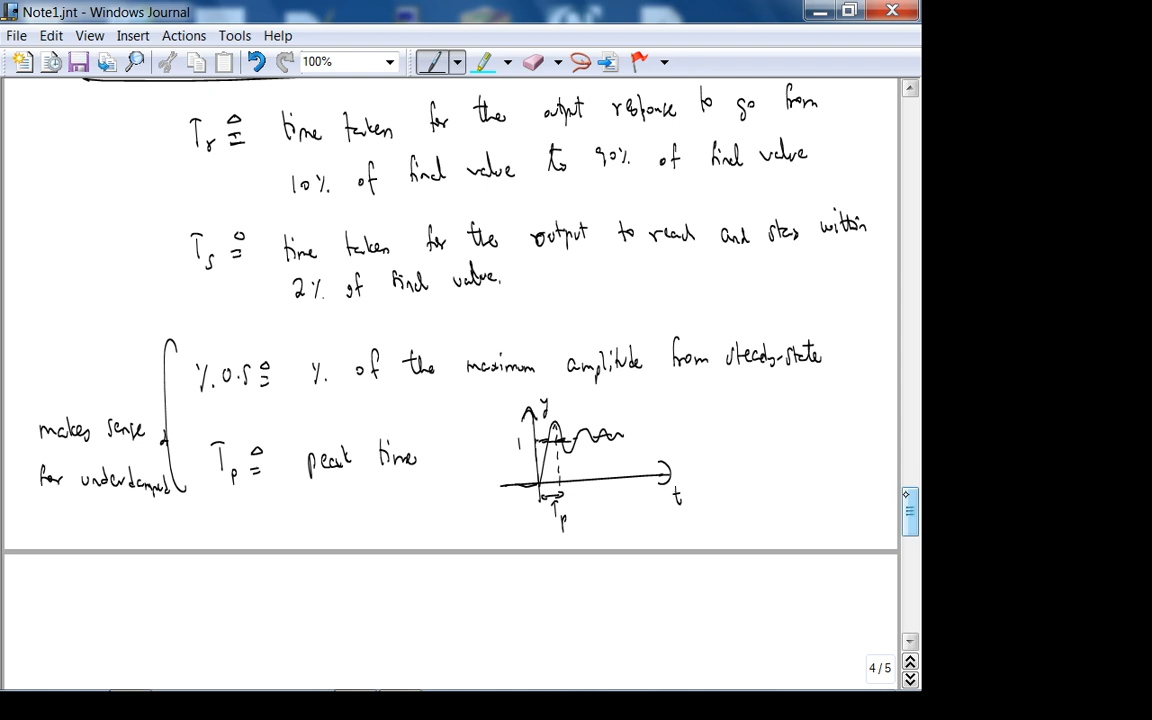 Note1.jnt - Windows Journal
File Edit View Insert Actions Tools Help
100%
Tr ≜ time taken for the output response to go from
10% of final value to 90% of final value
Ts ≜ time taken for the output to reach and stay within
2% of final value.
%.O.S ≜ % of the maximum amplitude from steady-state
makes sense
for underdamped
Tp ≜ peak time
y
1
t
Tp
4 / 5